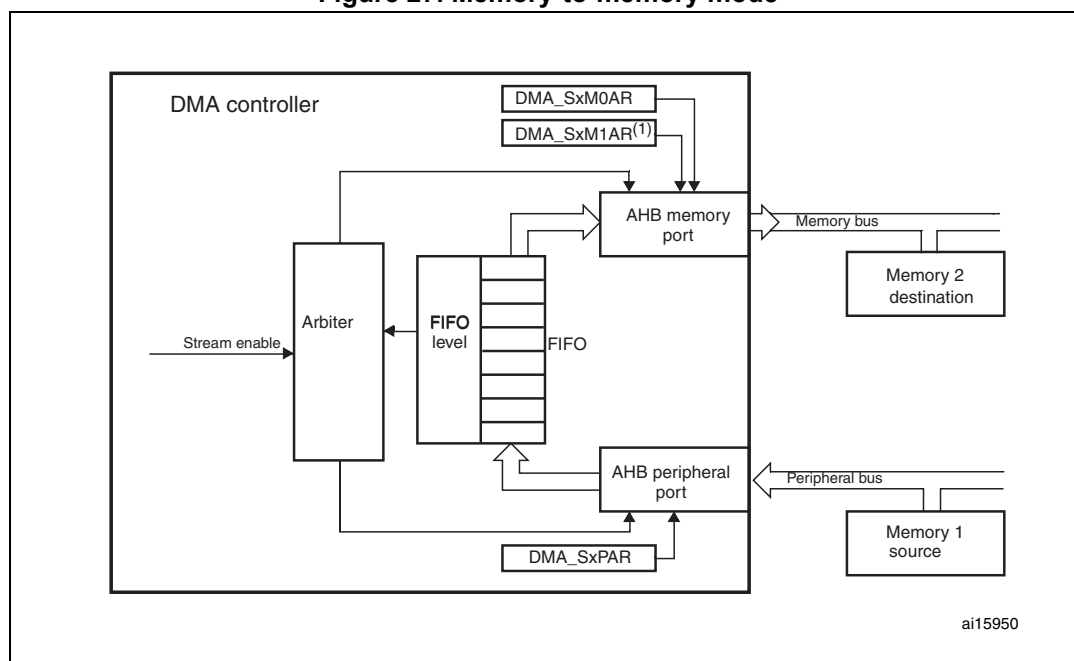 Figure Memory-to-memory mode
DMA controller
DMA_SxM0AR
DMA_SxM1AR(1)
AHB memory
port
Memory bus
Memory 2
destination
Arbiter
FIFO
level
FIFO
Stream enable
AHB peripheral
port
Peripheral bus
Memory 1
source
DMA_SxPAR
ai15950